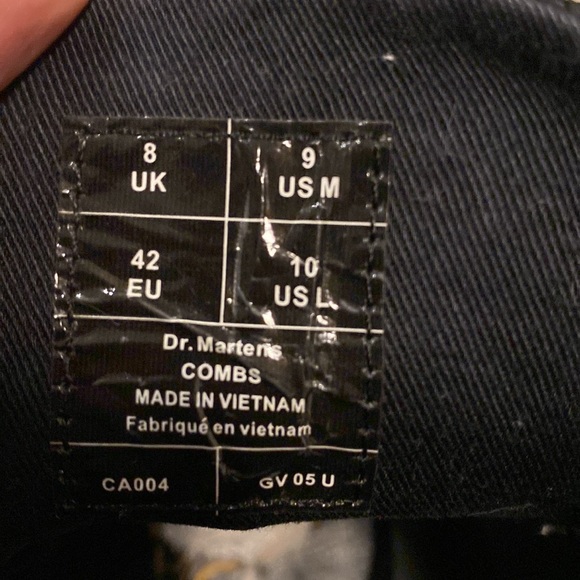 8
UK
9
US M
42
EU
10
US L
Dr. Martens
COMBS
MADE IN VIETNAM
Fabriqué en vietnam
CA004
GV 05 U